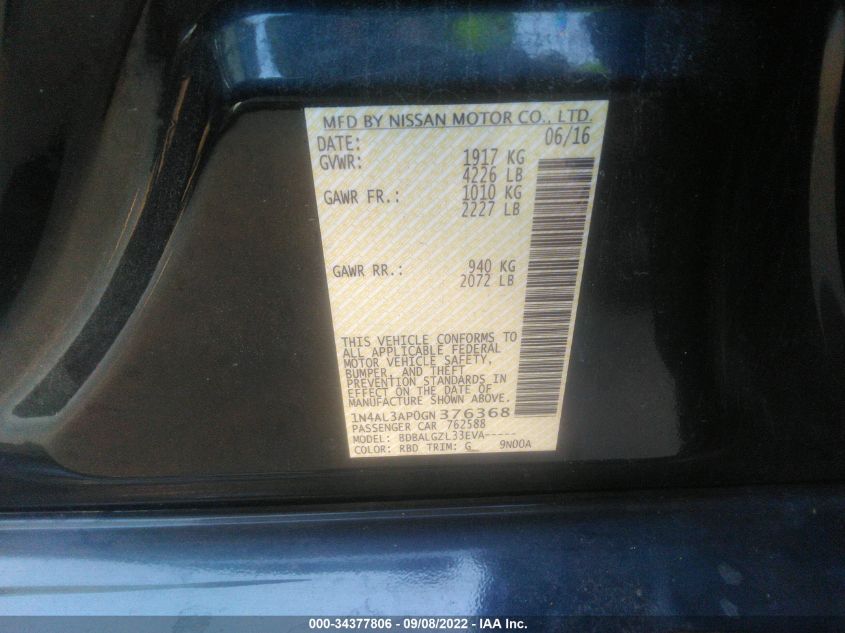 MFD BY NISSAN MOTOR CO., LTD.
DATE: 06/16
GVWR: 1917 KG
4226 LB
GAWR FR.: 1010 KG
2227 LB
GAWR RR.: 940 KG
2072 LB
THIS VEHICLE CONFORMS TO
ALL APPLICABLE FEDERAL
MOTOR VEHICLE SAFETY,
BUMPER, AND THEFT
PREVENTION STANDARDS IN
EFFECT ON THE DATE OF
MANUFACTURE SHOWN ABOVE.
1N4AL3AP0GN376368
PASSENGER CAR 762588
MODEL: BDBALGZL33EVA-----
COLOR: RBD TRIM: G_ 9N00A
000-34377806 - 09/08/2022 - IAA Inc.